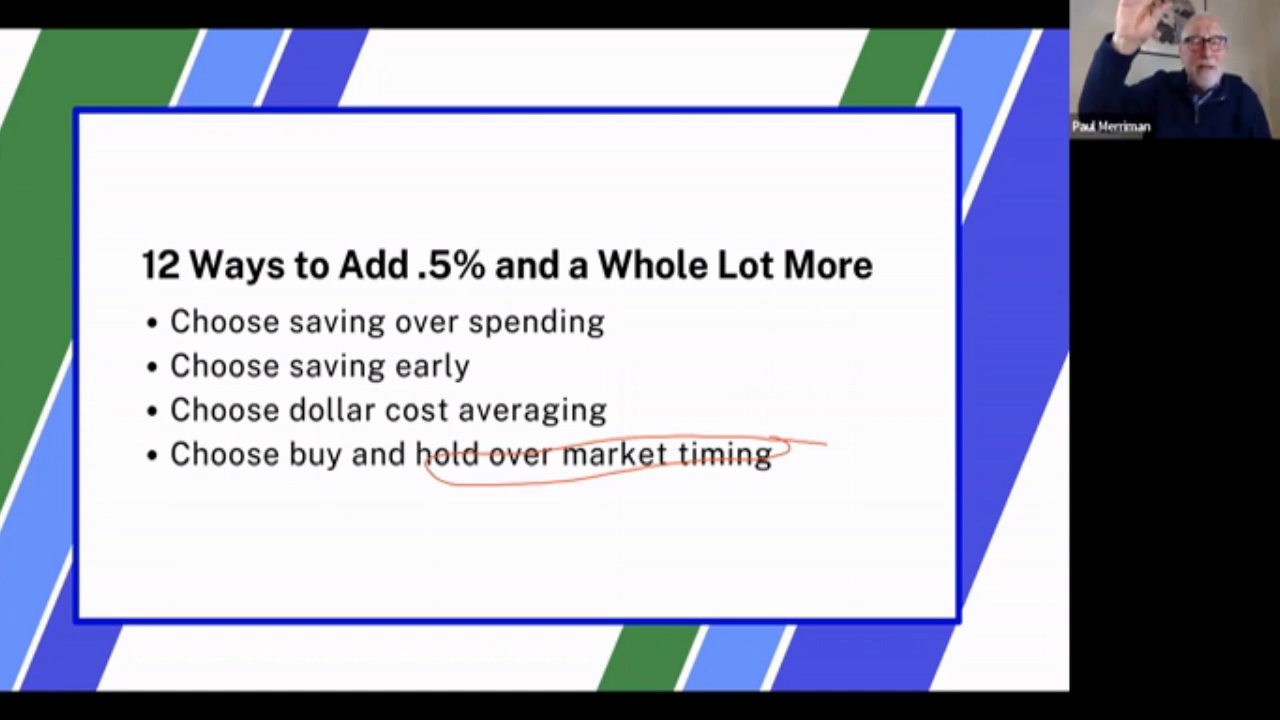 12 Ways to Add .5% and a Whole Lot More
• Choose saving over spending
• Choose saving early
• Choose dollar cost averaging
• Choose buy and hold over market timing
Paul Merriman